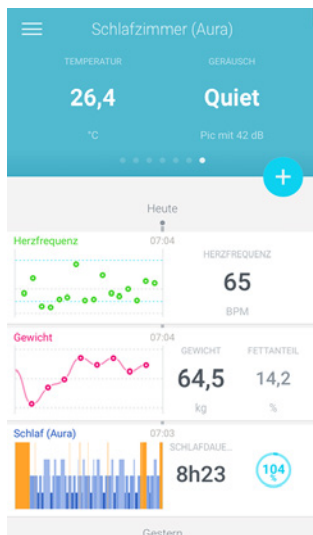 Schlafzimmer (Aura)
TEMPERATUR GERÄUSCH
26,4 Quiet
°C Pic mit 42 dB
+
Heute
Herzfrequenz 07:04
HERZFREQUENZ
65
BPM
Gewicht 07:04
GEWICHT FETTANTEIL
64,5 14,2
kg %
Schlaf (Aura) 07:03
SCHLAFDAUE...
8h23 104
%
Gestern